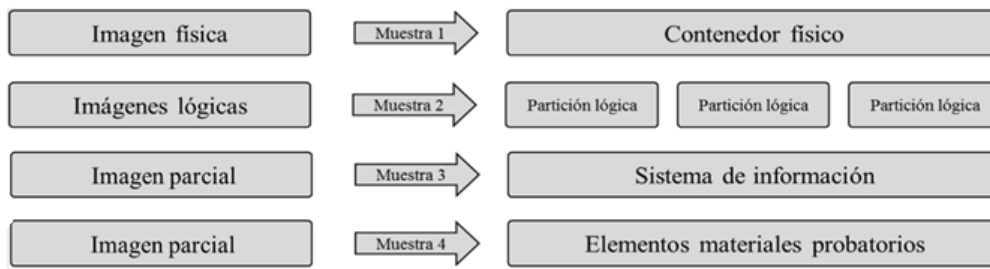 Imagen física
Muestra 1
Contenedor físico
Imágenes lógicas
Muestra 2
Partición lógica
Partición lógica
Partición lógica
Imagen parcial
Muestra 3
Sistema de información
Imagen parcial
Muestra 4
Elementos materiales probatorios